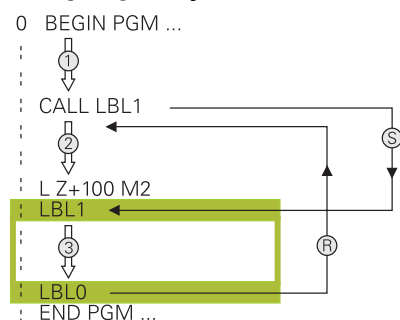 0 BEGIN PGM ...
1
CALL LBL1
S
2
L Z+100 M2
LBL1
3
R
LBL0
END PGM ...